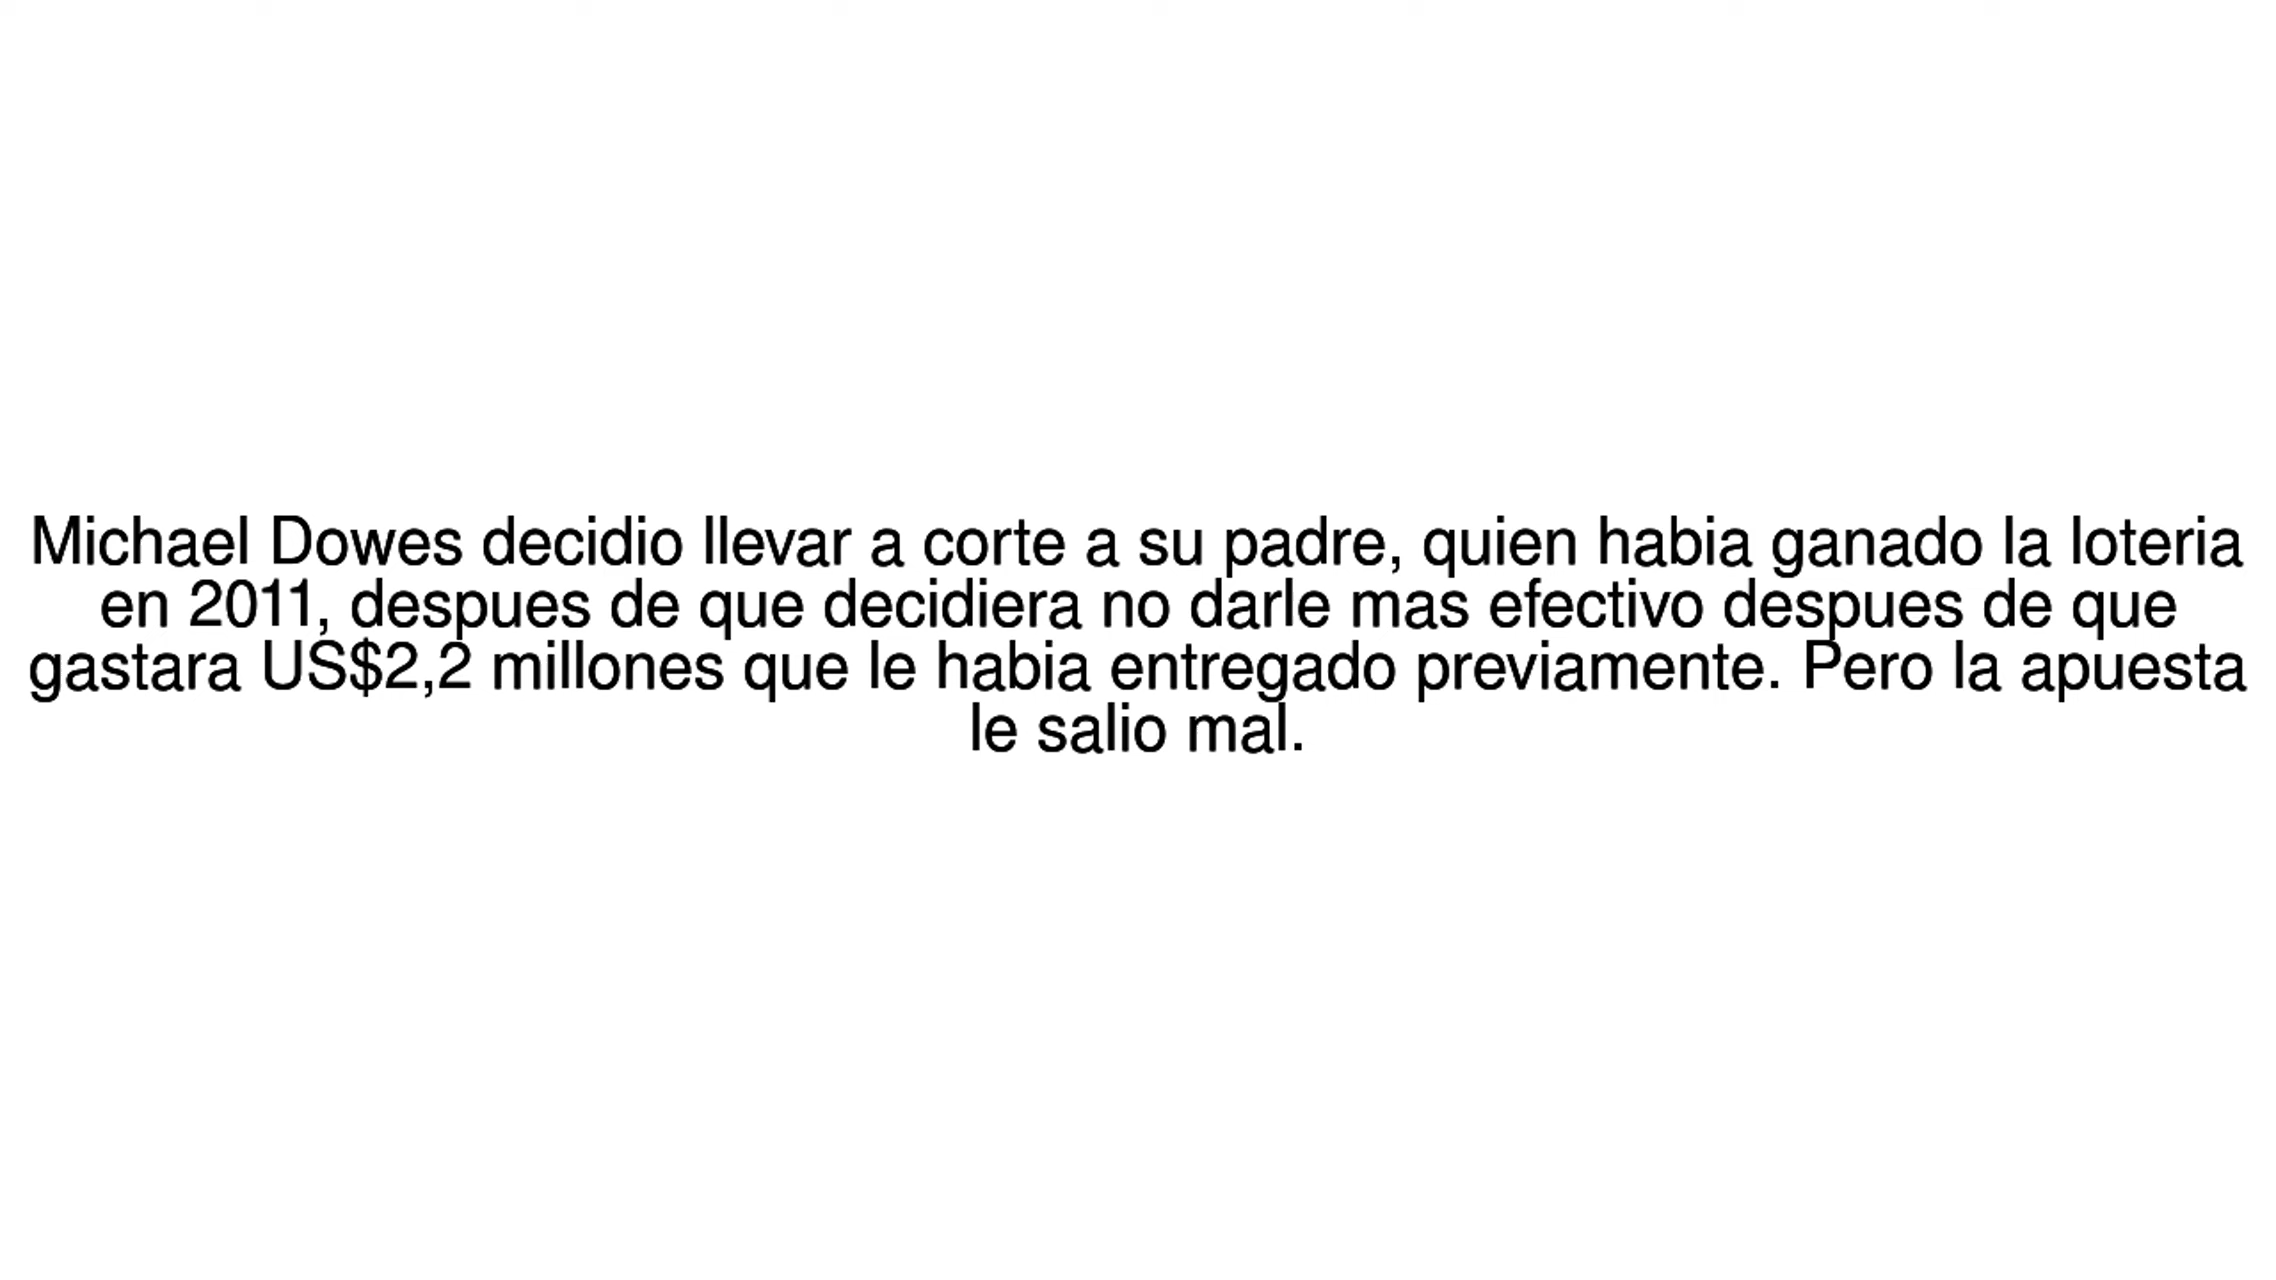 Michael Dowes decidio llevar a corte a su padre, quien habia ganado la loteria
en 2011, despues de que decidiera no darle mas efectivo despues de que
gastara US$2,2 millones que le habia entregado previamente. Pero la apuesta
le salio mal.